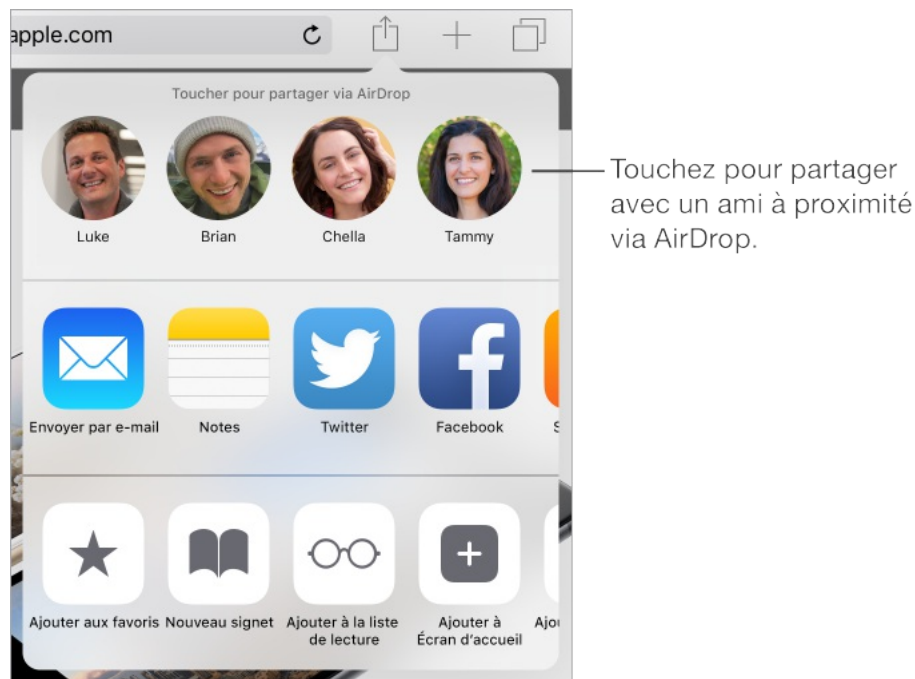 apple.com
Toucher pour partager via AirDrop
Luke Brian Chella Tammy
Touchez pour partager
avec un ami à proximité
via AirDrop.
Envoyer par e-mail Notes Twitter Facebook S
Ajouter aux favoris Nouveau signet Ajouter à la liste
de lecture Ajouter à
Écran d'accueil Ajou